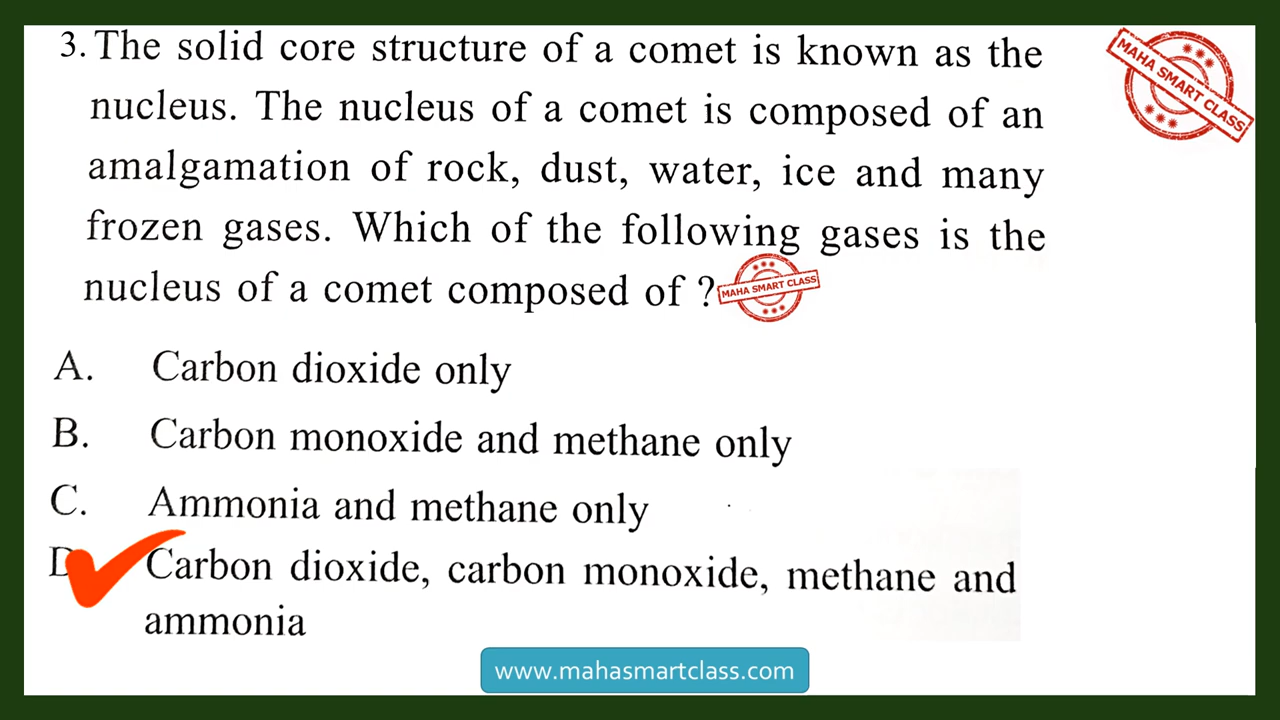 3. The solid core structure of a comet is known as the
nucleus. The nucleus of a comet is composed of an
amalgamation of rock, dust, water, ice and many
frozen gases. Which of the following gases is the
nucleus of a comet composed of ?
MAHA SMART CLASS
MAHA SMART CLASS
A. Carbon dioxide only
B. Carbon monoxide and methane only
C. Ammonia and methane only
D Carbon dioxide, carbon monoxide, methane and
ammonia
www.mahasmartclass.com